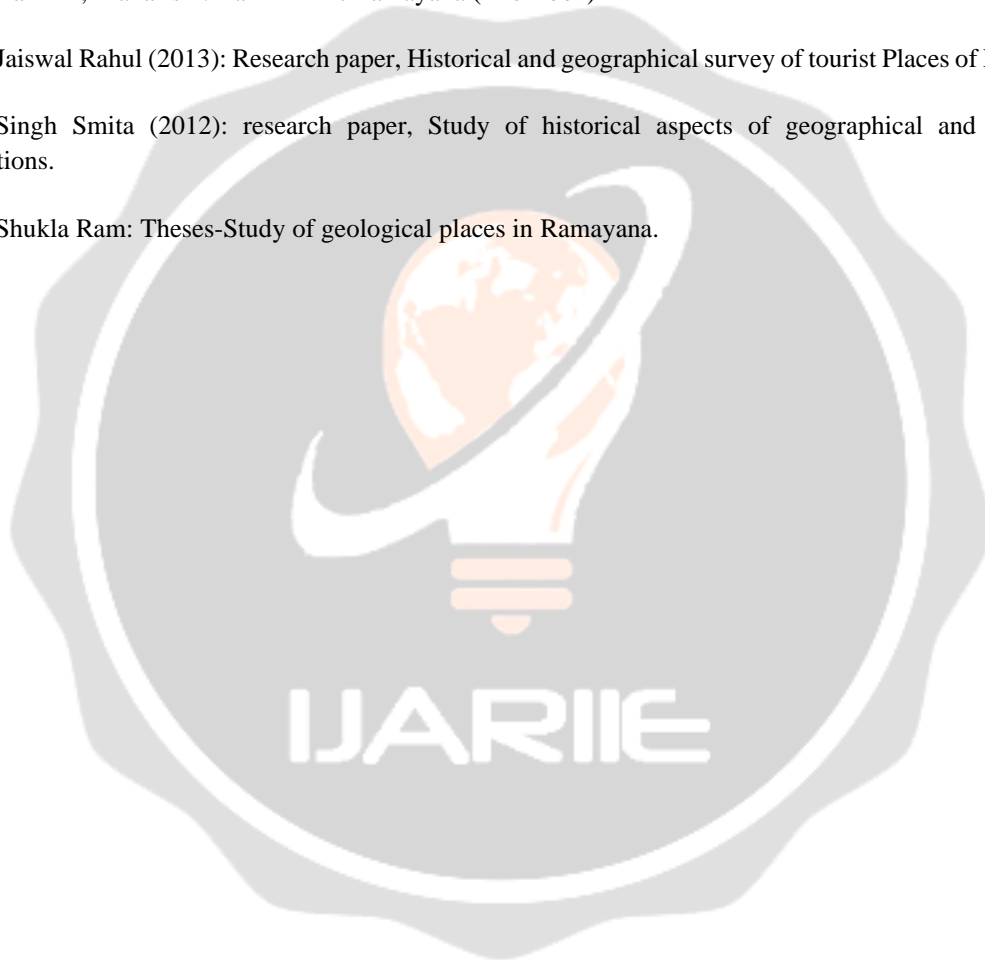 Jaiswal Rahul (2013): Research paper, Historical and geographical survey of tourist Places of
Singh Smita (2012): research paper, Study of historical aspects of geographical and
tions.
Shukla Ram: Theses-Study of geological places in Ramayana.
IJARIIE